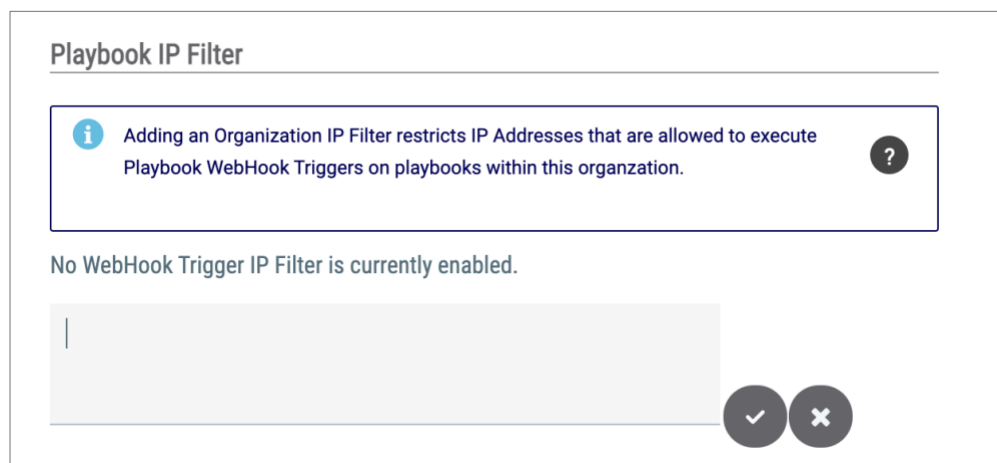 Playbook IP Filter
Adding an Organization IP Filter restricts IP Addresses that are allowed to execute
Playbook WebHook Triggers on playbooks within this organzation.
No WebHook Trigger IP Filter is currently enabled.